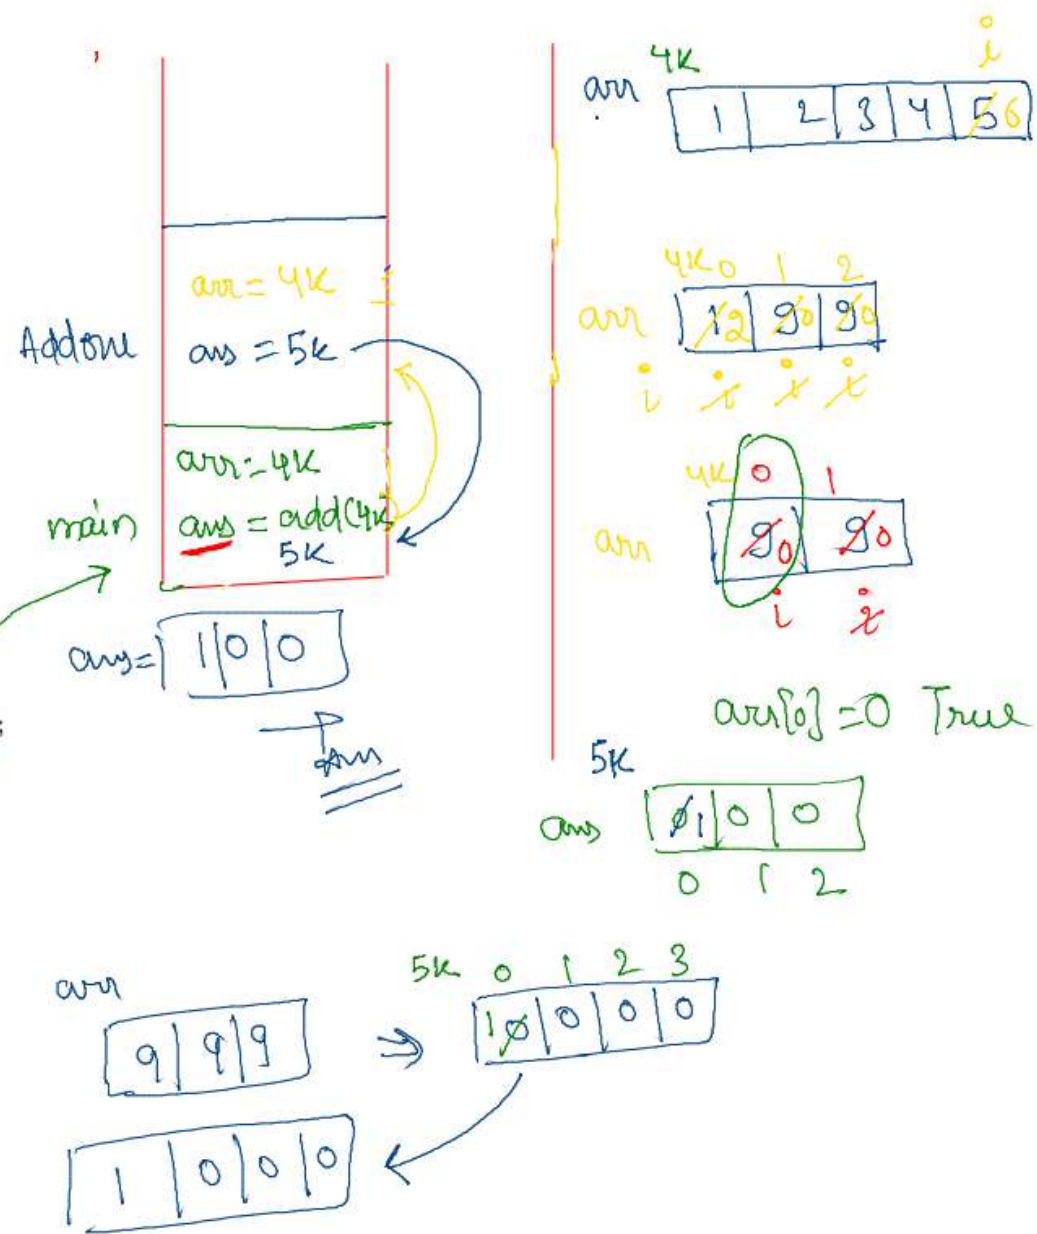 arr = 4K
Addone ans = 5K
arr = 4K
main ans = add(4K)
5K
ans= 1 0 0
Ans
i
arr 4K
1 2 3 4 5 6
4K 0 1 2
arr 1 2 9 0 9 0
i i i i
4K 0 1
arr 9 0 9 0
i i
arr[0] = 0 True
5K
ans 0 1 0 0
0 1 2
arr
9 9 9
5K 0 1 2 3
1 0 0 0 0
1 0 0 0